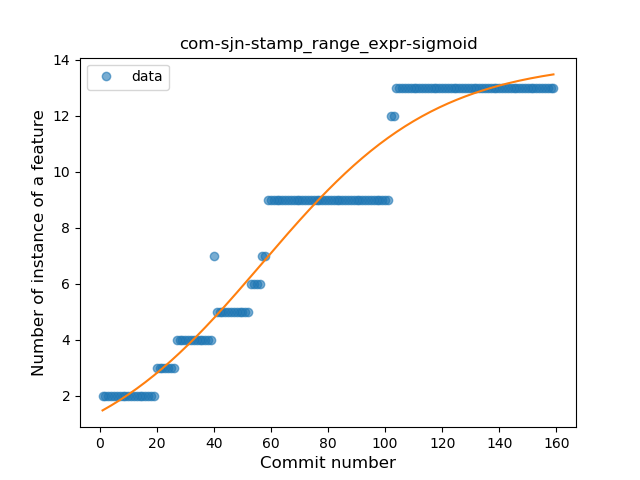 com-sjn-stamp_range_expr-sigmoid
data
Number of instance of a feature
14
12
10
8
6
4
2
0 20 40 60 80 100 120 140 160
Commit number